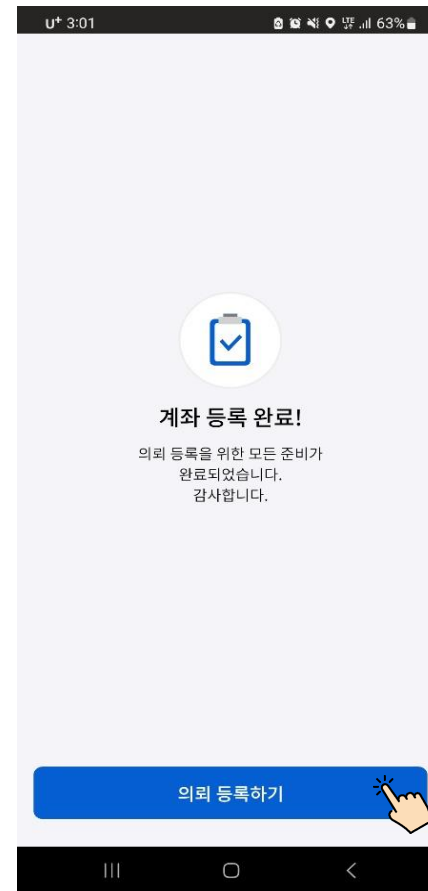 U+ 3:01 LTE 63%
계좌 등록 완료!
의뢰 등록을 위한 모든 준비가
완료되었습니다.
감사합니다.
의뢰 등록하기